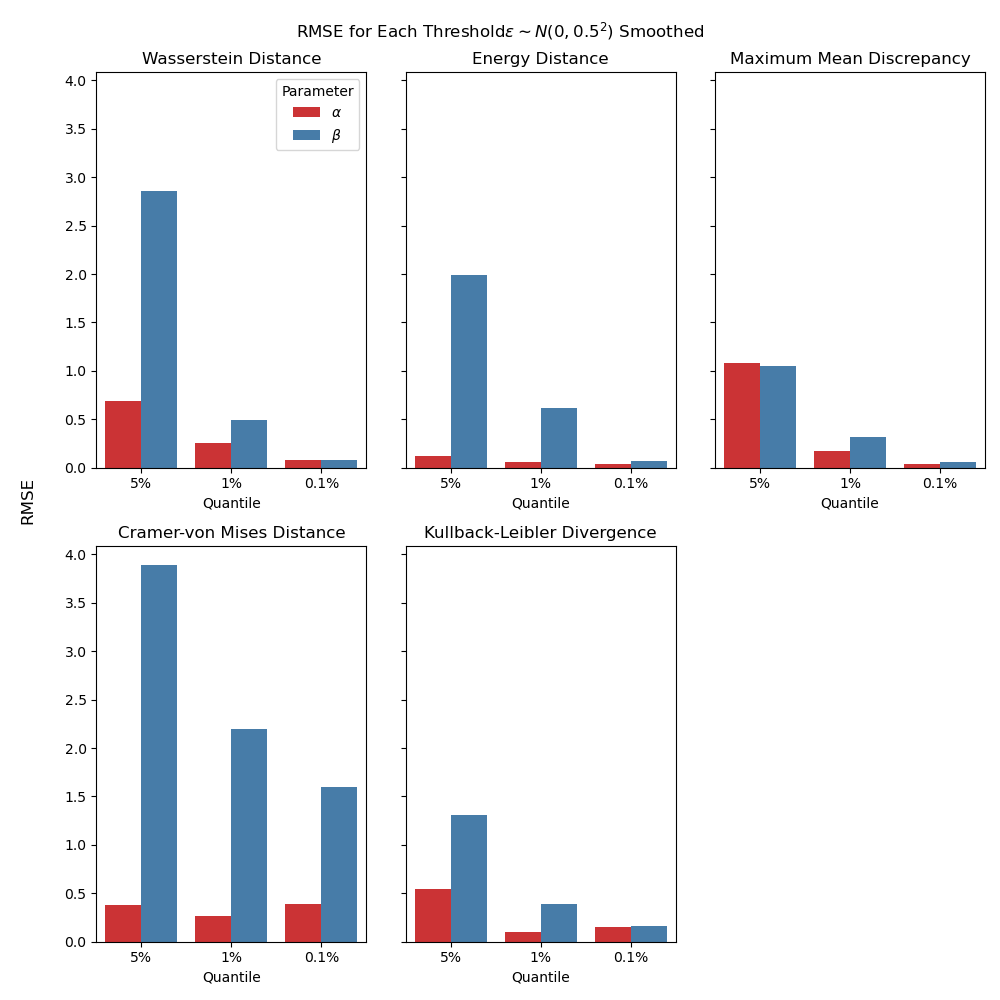 RMSE for Each Thresholdε ∼ N(0, 0.5²) Smoothed
Wasserstein Distance
Energy Distance
Maximum Mean Discrepancy
4.0
3.5
3.0
2.5
2.0
1.5
1.0
0.5
0.0
Parameter
α
β
5% 1% 0.1%
Quantile
5% 1% 0.1%
Quantile
5% 1% 0.1%
Quantile
RMSE
Cramer-von Mises Distance
Kullback-Leibler Divergence
4.0
3.5
3.0
2.5
2.0
1.5
1.0
0.5
0.0
5% 1% 0.1%
Quantile
5% 1% 0.1%
Quantile